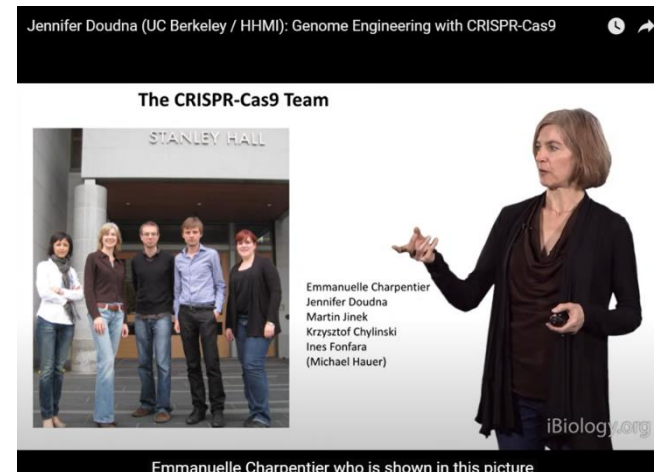 Jennifer Doudna (UC Berkeley / HHMI): Genome Engineering with CRISPR-Cas9
The CRISPR-Cas9 Team
STANLEY HALL
Emmanuelle Charpentier
Jennifer Doudna
Martin Jinek
Krzysztof Chylinski
Ines Fonfara
(Michael Hauer)
iBiology.org
Emmanuelle Charpentier who is shown in this picture